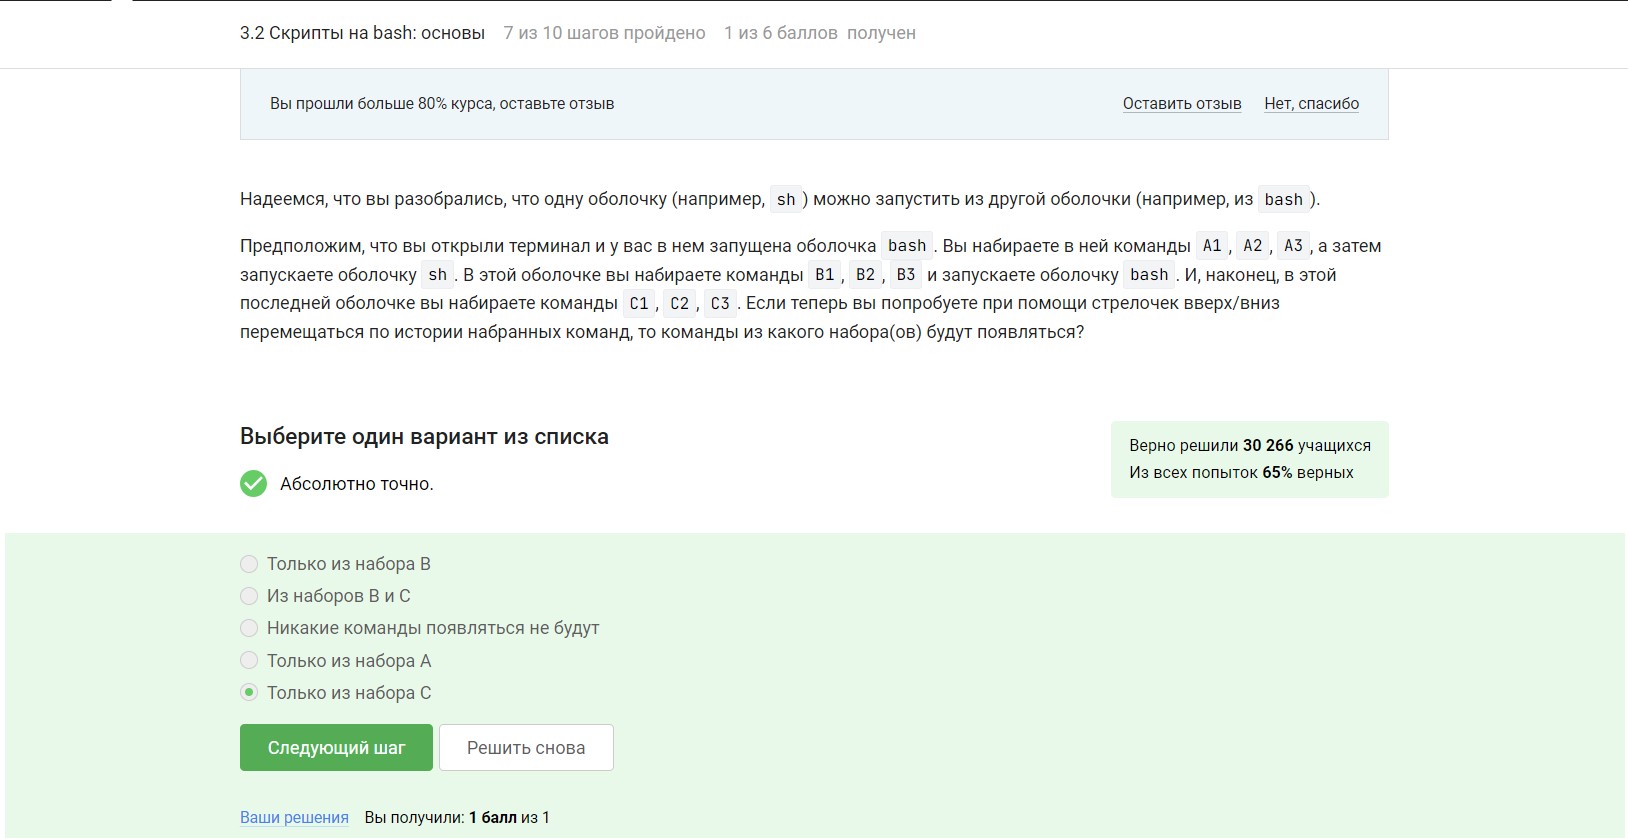 3.2 Скрипты на bash: основы 7 из 10 шагов пройдено 1 из 6 баллов получен
Вы прошли больше 80% курса, оставьте отзыв Оставить отзыв Нет, спасибо
Надеемся, что вы разобрались, что одну оболочку (например, sh ) можно запустить из другой оболочки (например, из bash ).
Предположим, что вы открыли терминал и у вас в нем запущена оболочка bash . Вы набираете в ней команды A1 , A2 , A3 , а затем
запускаете оболочку sh . В этой оболочке вы набираете команды B1 , B2 , B3 и запускаете оболочку bash . И, наконец, в этой
последней оболочке вы набираете команды C1 , C2 , C3 . Если теперь вы попробуете при помощи стрелочек вверх/вниз
перемещаться по истории набранных команд, то команды из какого набора(ов) будут появляться?
Выберите один вариант из списка
Абсолютно точно.
Верно решили 30 266 учащихся
Из всех попыток 65% верных
Только из набора B
Из наборов B и C
Никакие команды появляться не будут
Только из набора A
Только из набора C
Следующий шаг Решить снова
Ваши решения Вы получили: 1 балл из 1